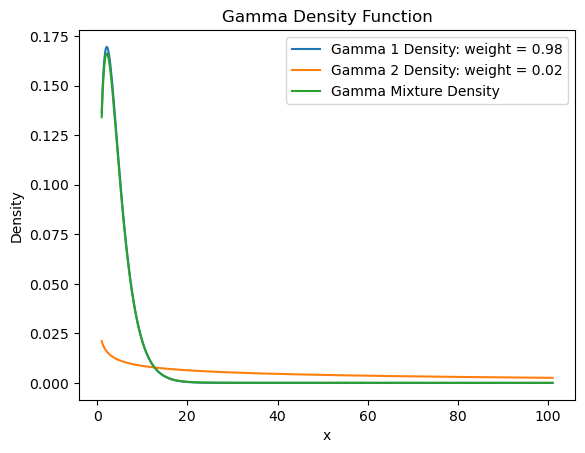 Gamma Density Function
Gamma 1 Density: weight = 0.98
Gamma 2 Density: weight = 0.02
Gamma Mixture Density
Density
0.175
0.150
0.125
0.100
0.075
0.050
0.025
0.000
0 20 40 60 80 100
x